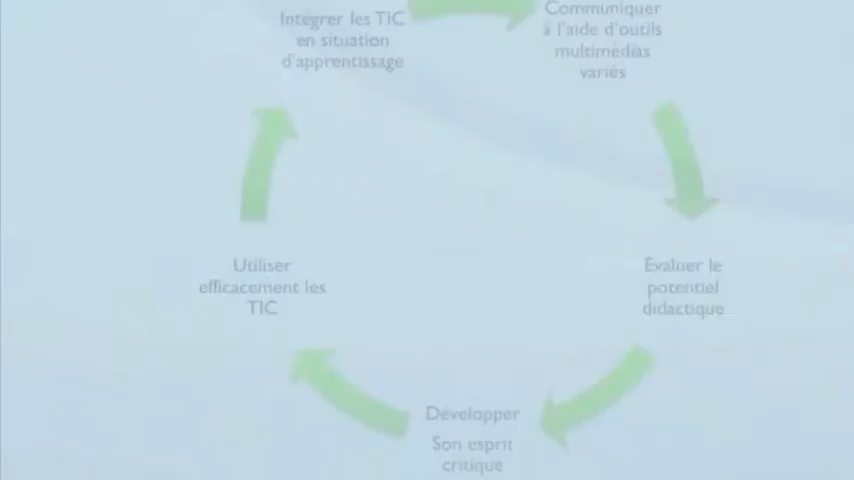 Intégrer les TIC
en situation
d'apprentissage
Communiquer
à l'aide d'outils
multimédias
variés
Évaluer le
potentiel
didactique
Développer
Son esprit
critique
Utiliser
efficacement les
TIC